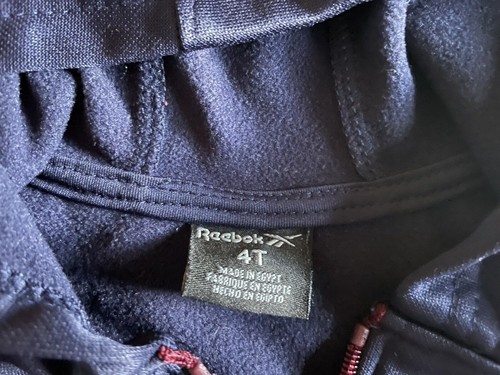 Reebok
4T
MADE IN EGYPT
FABRIQUE EN EGYPTE
HECHO EN EGIPTO